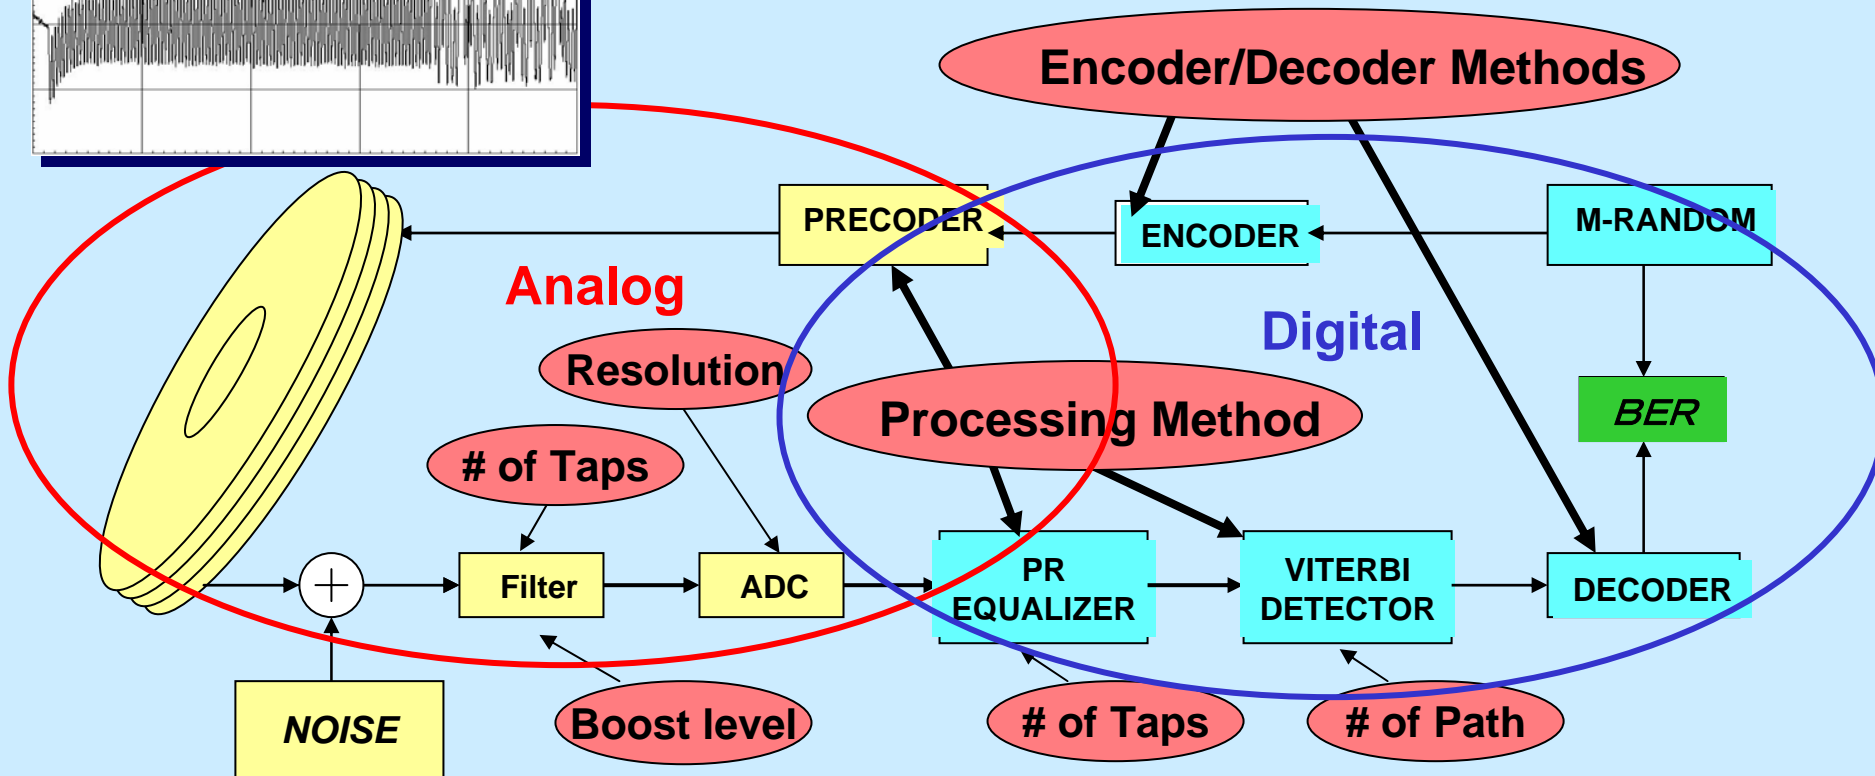 Encoder/Decoder Methods
PRECODER
ENCODER
M-RANDOM
Analog
Digital
Resolution
Processing Method
BER
# of Taps
Filter
ADC
PR
EQUALIZER
VITERBI
DETECTOR
DECODER
NOISE
Boost level
# of Taps
# of Path